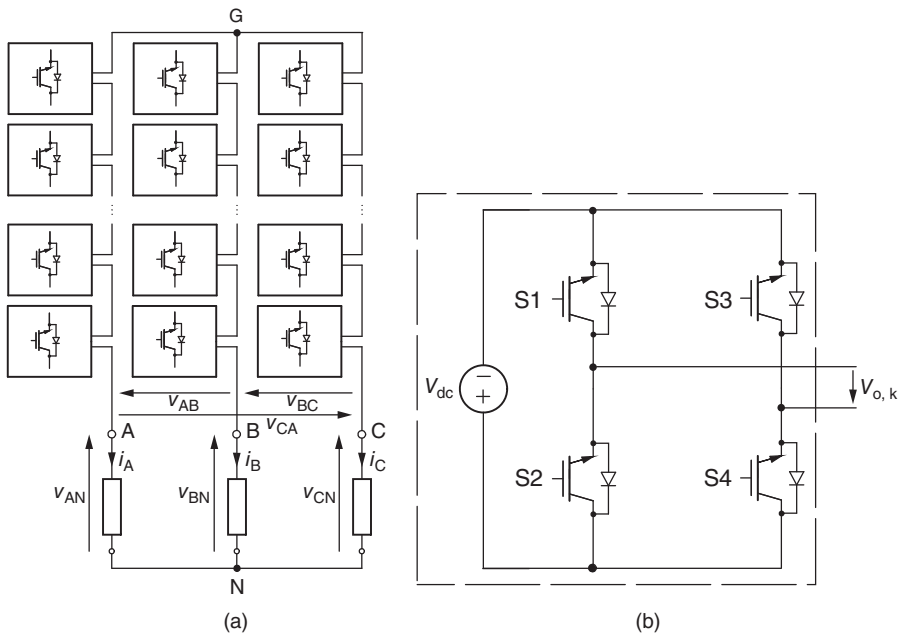 G
v_AB
v_BC
v_CA
A
B
C
i_A
i_B
i_C
v_AN
v_BN
v_CN
N
(a)
S1
S3
V_dc
−
+
V_o, k
S2
S4
(b)